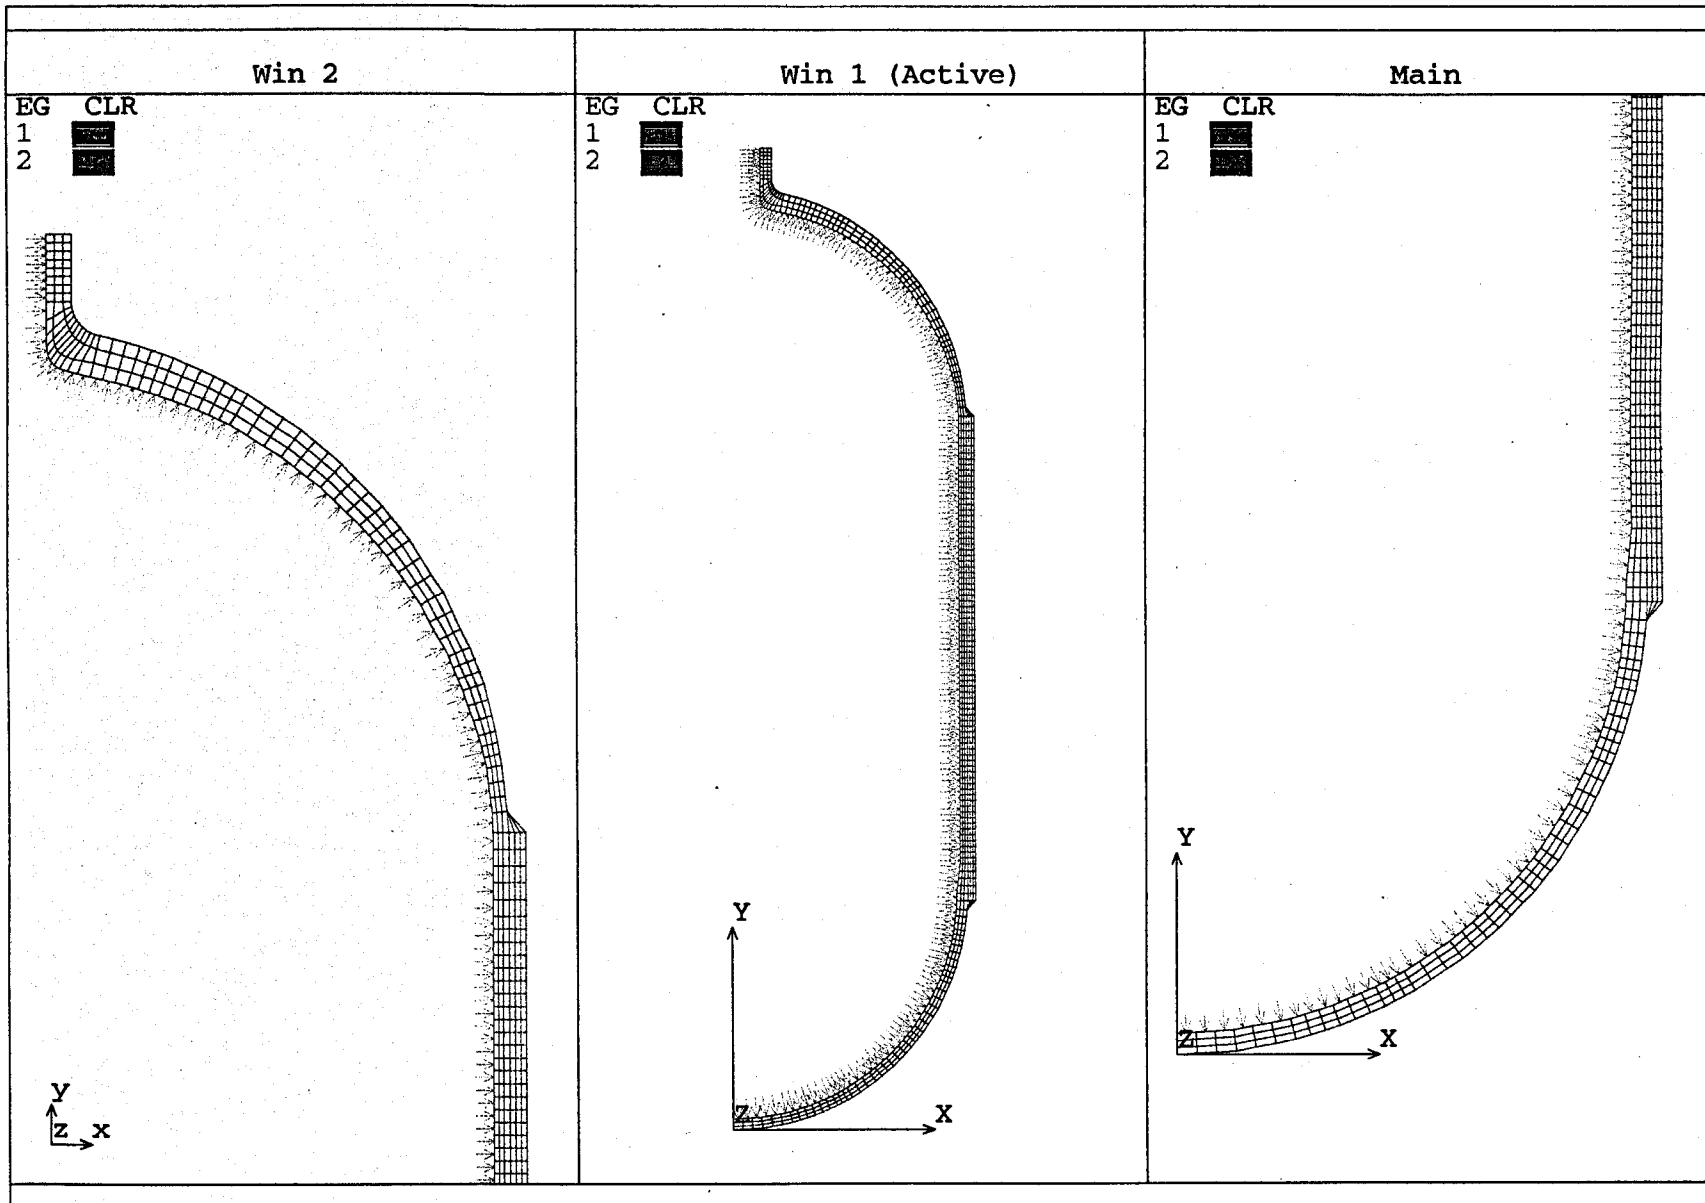 Win 2
Win 1 (Active)
Main
EG CLR
1
2
EG CLR
1
2
EG CLR
1
2
y
z x
Y
Z X
Y
Z X